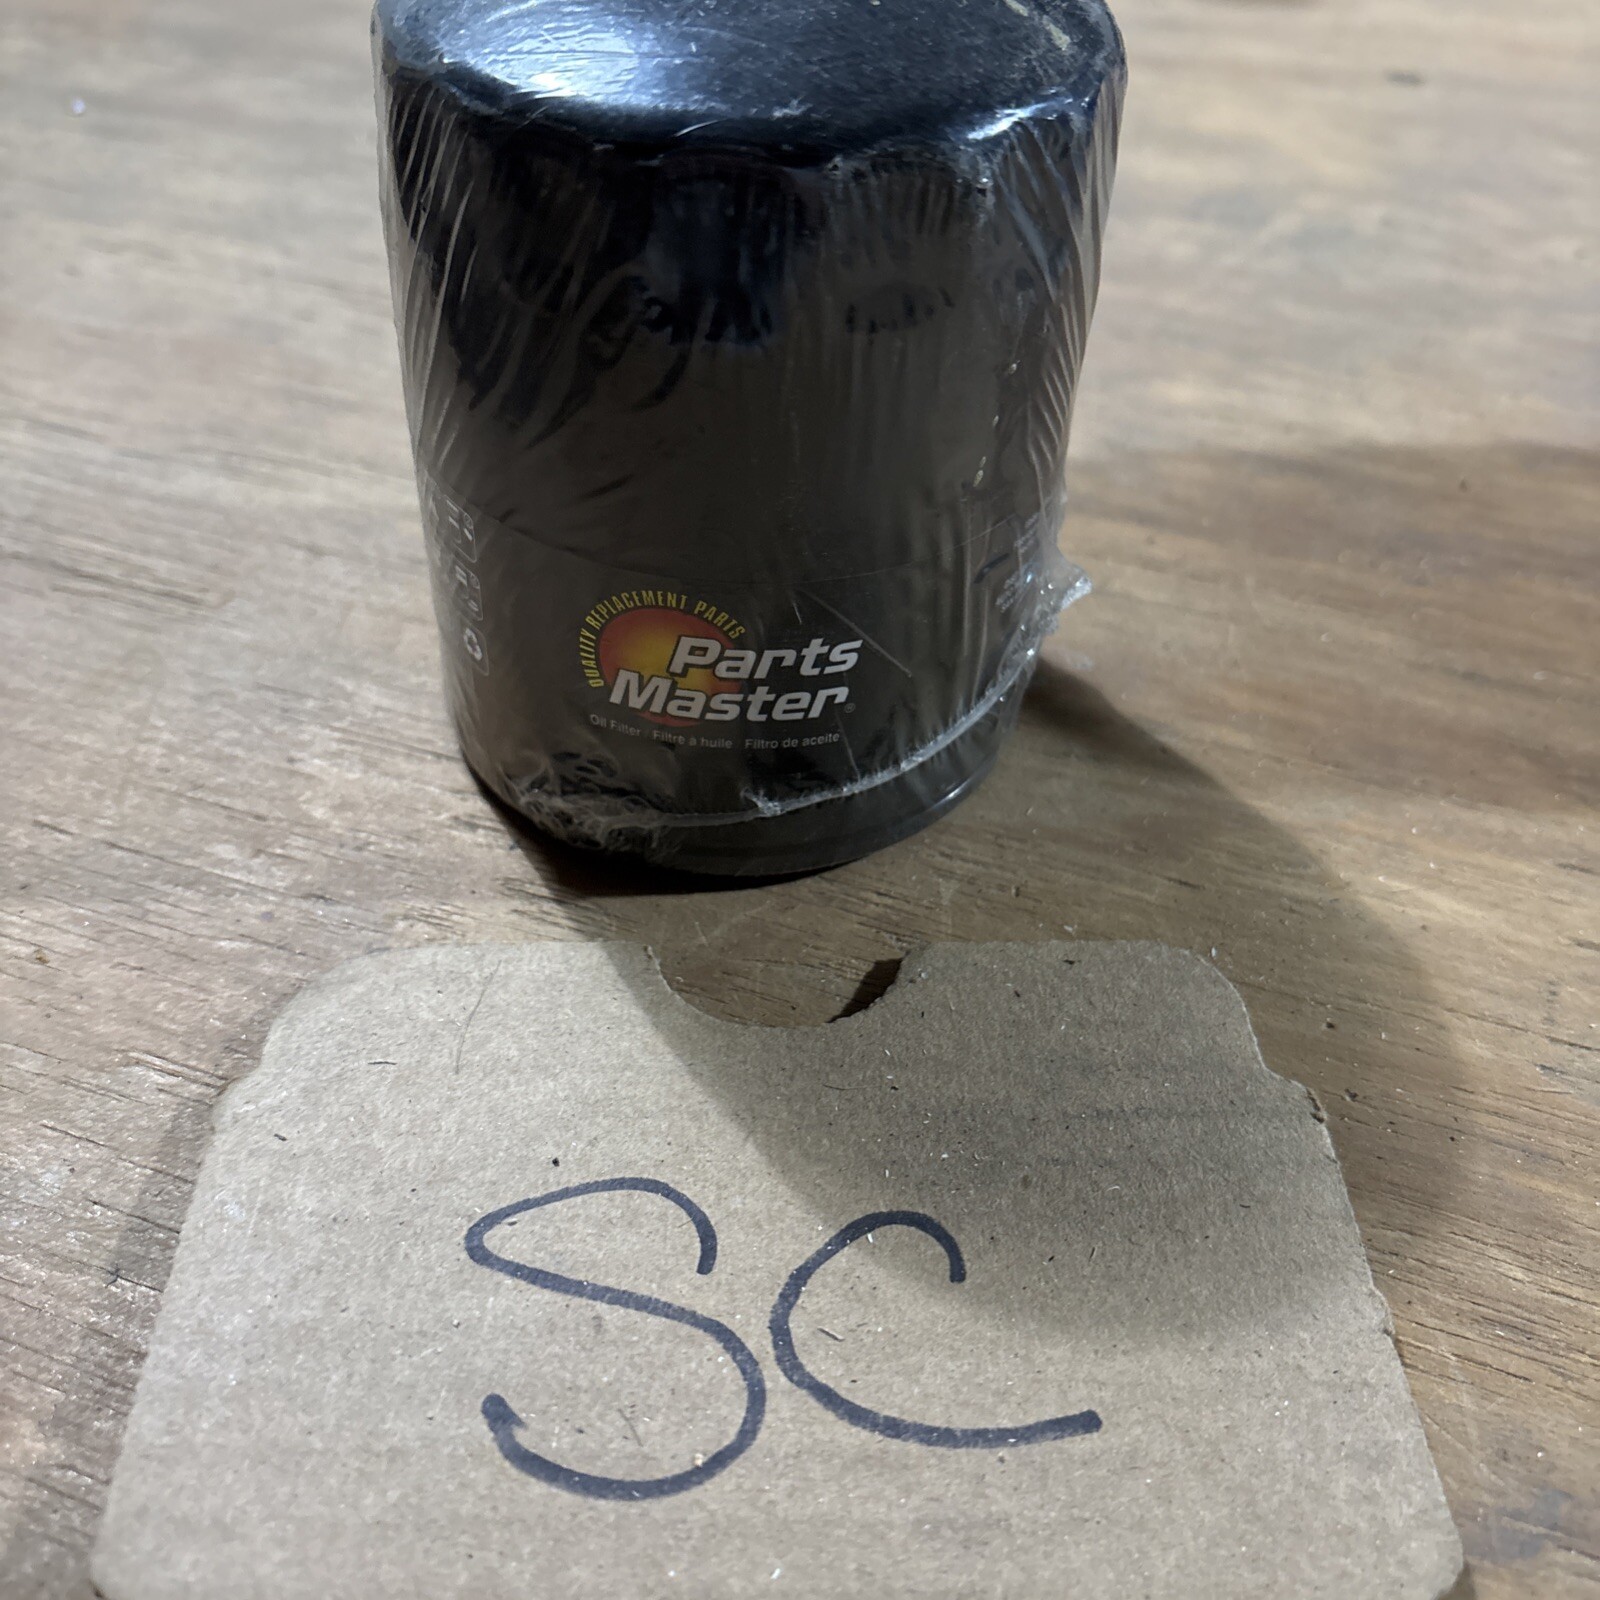 QUALITY REPLACEMENT PARTS
Parts
Master®
Oil Filter / Filtre à huile / Filtro de aceite
SC